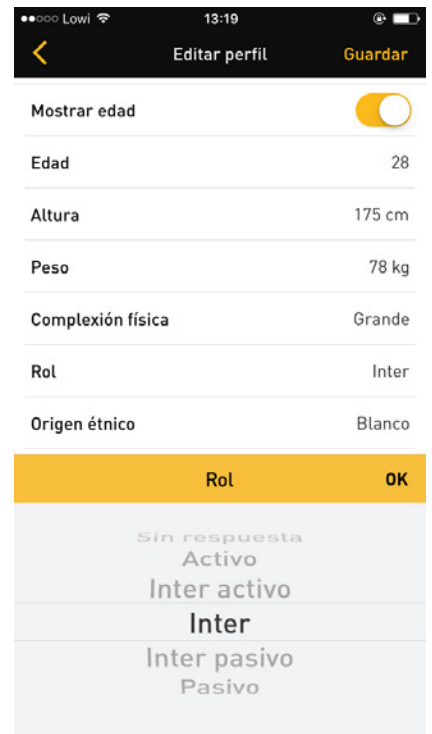 Lowi 13:19
Editar perfil Guardar
Mostrar edad
Edad 28
Altura 175 cm
Peso 78 kg
Complexión física Grande
Rol Inter
Origen étnico Blanco
Rol OK
Sin respuesta
Activo
Inter activo
Inter
Inter pasivo
Pasivo